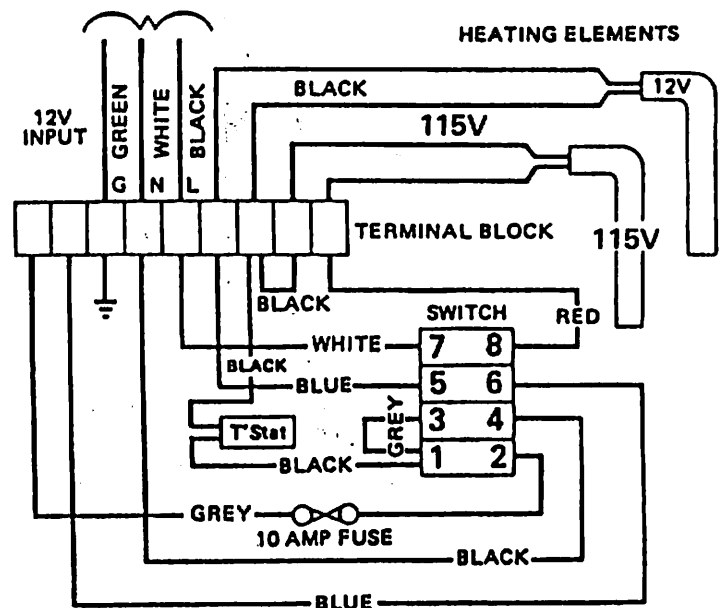 HEATING ELEMENTS
12V
INPUT
GREEN
WHITE
BLACK
BLACK
12V
115V
G N L
TERMINAL BLOCK
115V
BLACK
SWITCH
RED
WHITE
7 8
BLACK
BLUE
5 6
GREY
3 4
T'Stat
BLACK
1 2
GREY
10 AMP FUSE
BLACK
BLUE